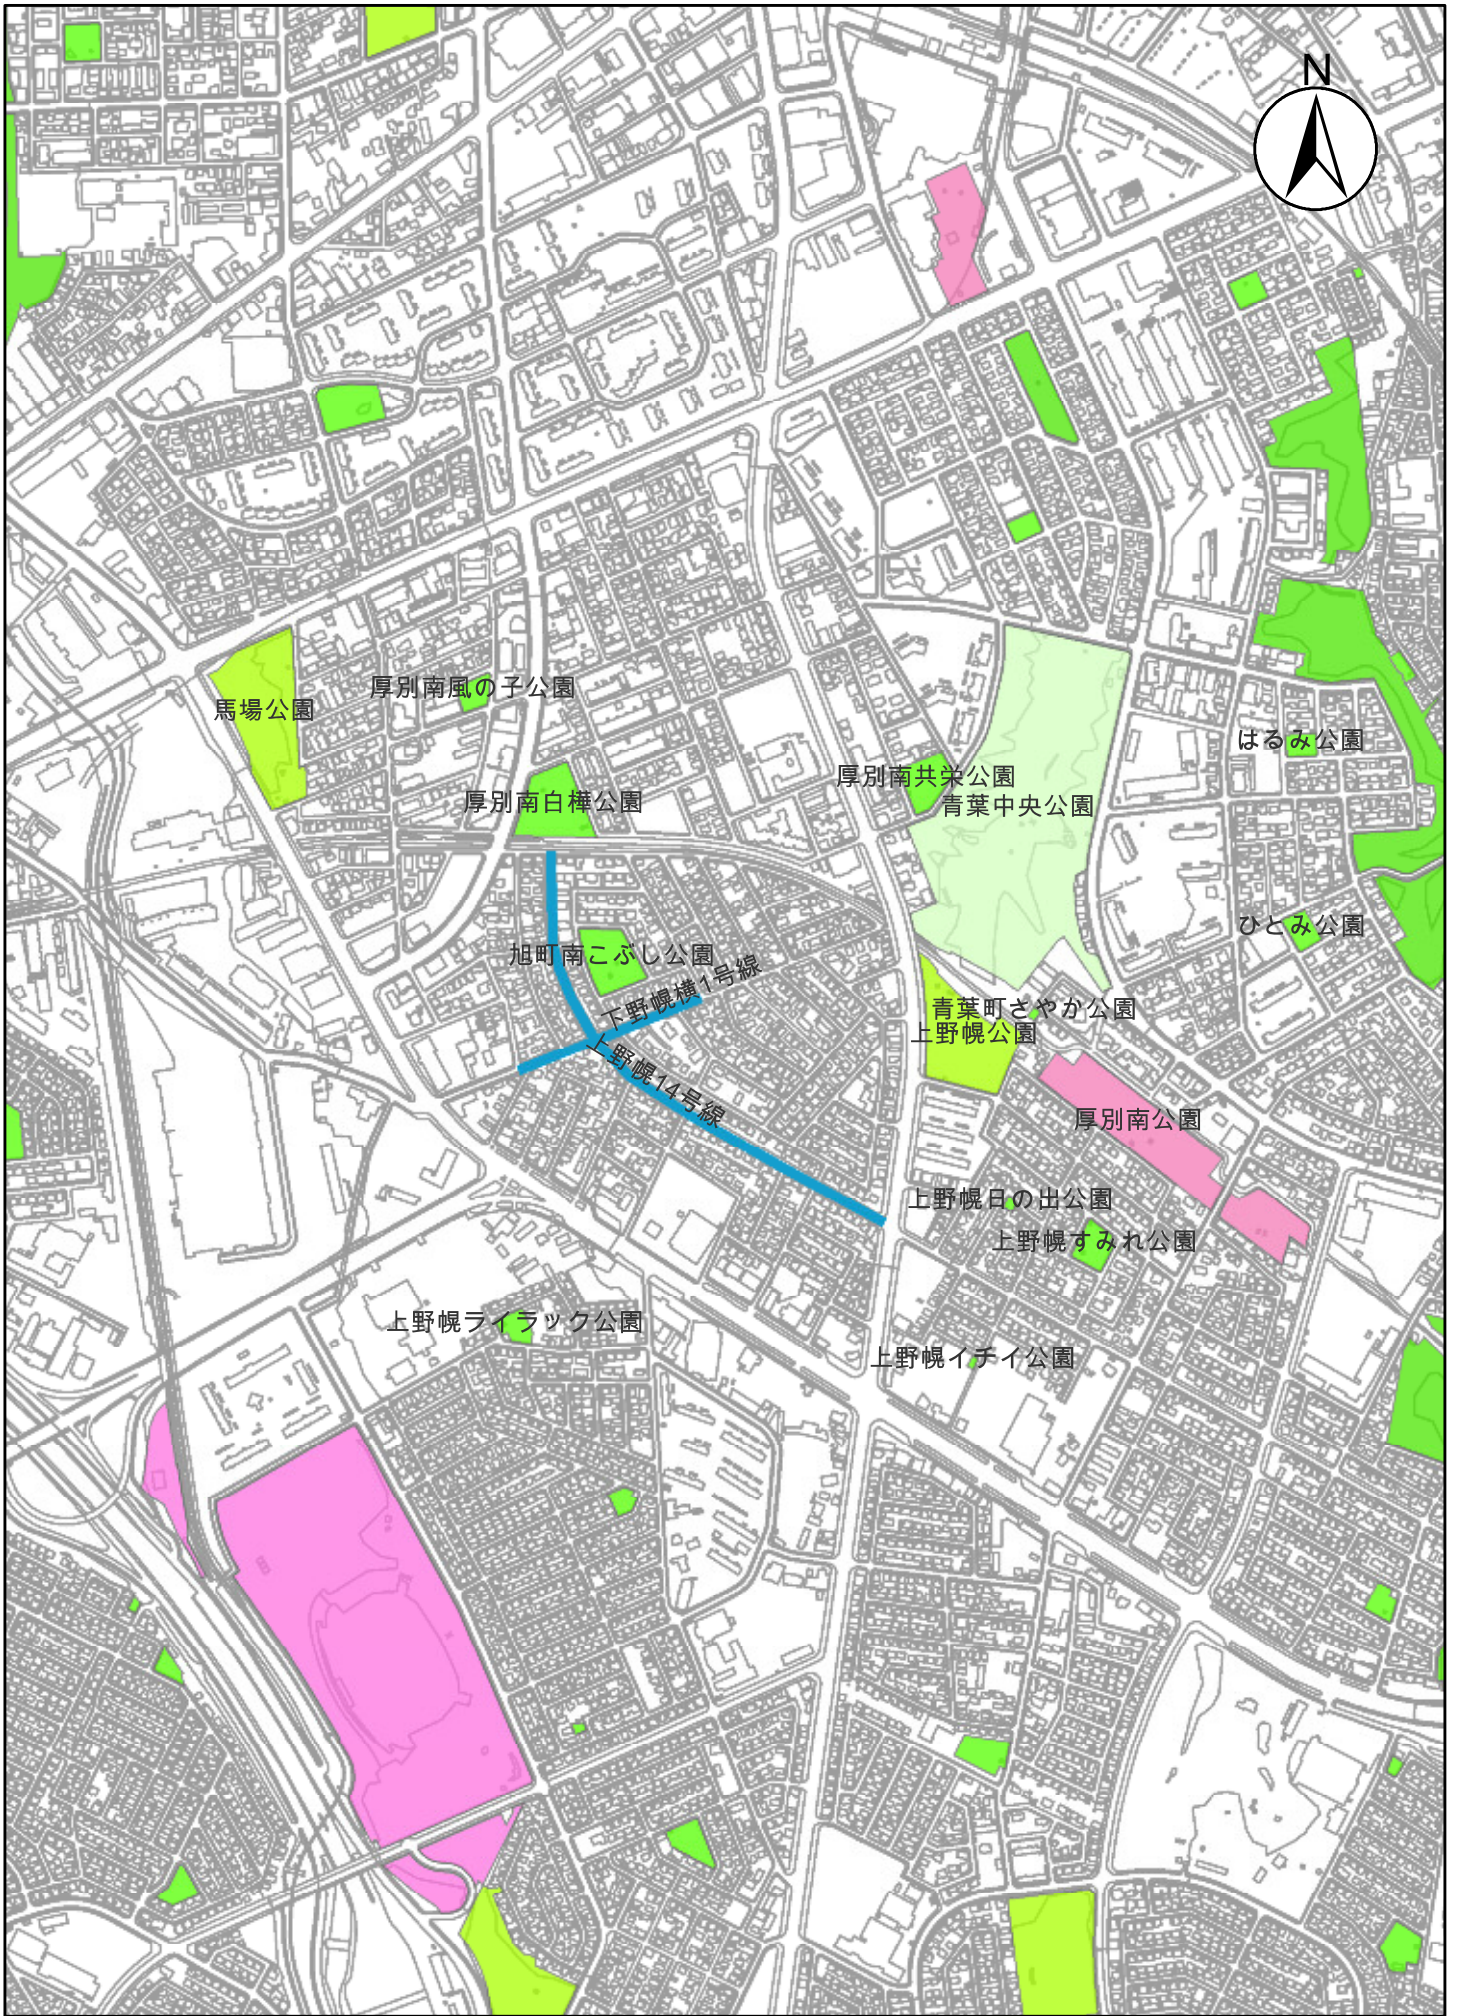 N
厚別南風の子公園
馬場公園
はるみ公園
厚別南共栄公園
厚別南白樺公園
青葉中央公園
ひとみ公園
旭町南こぶし公園
下野幌横1号線
青葉町さやか公園
上野幌公園
上野幌14号線
厚別南公園
上野幌日の出公園
上野幌すみれ公園
上野幌ライラック公園
上野幌イチイ公園